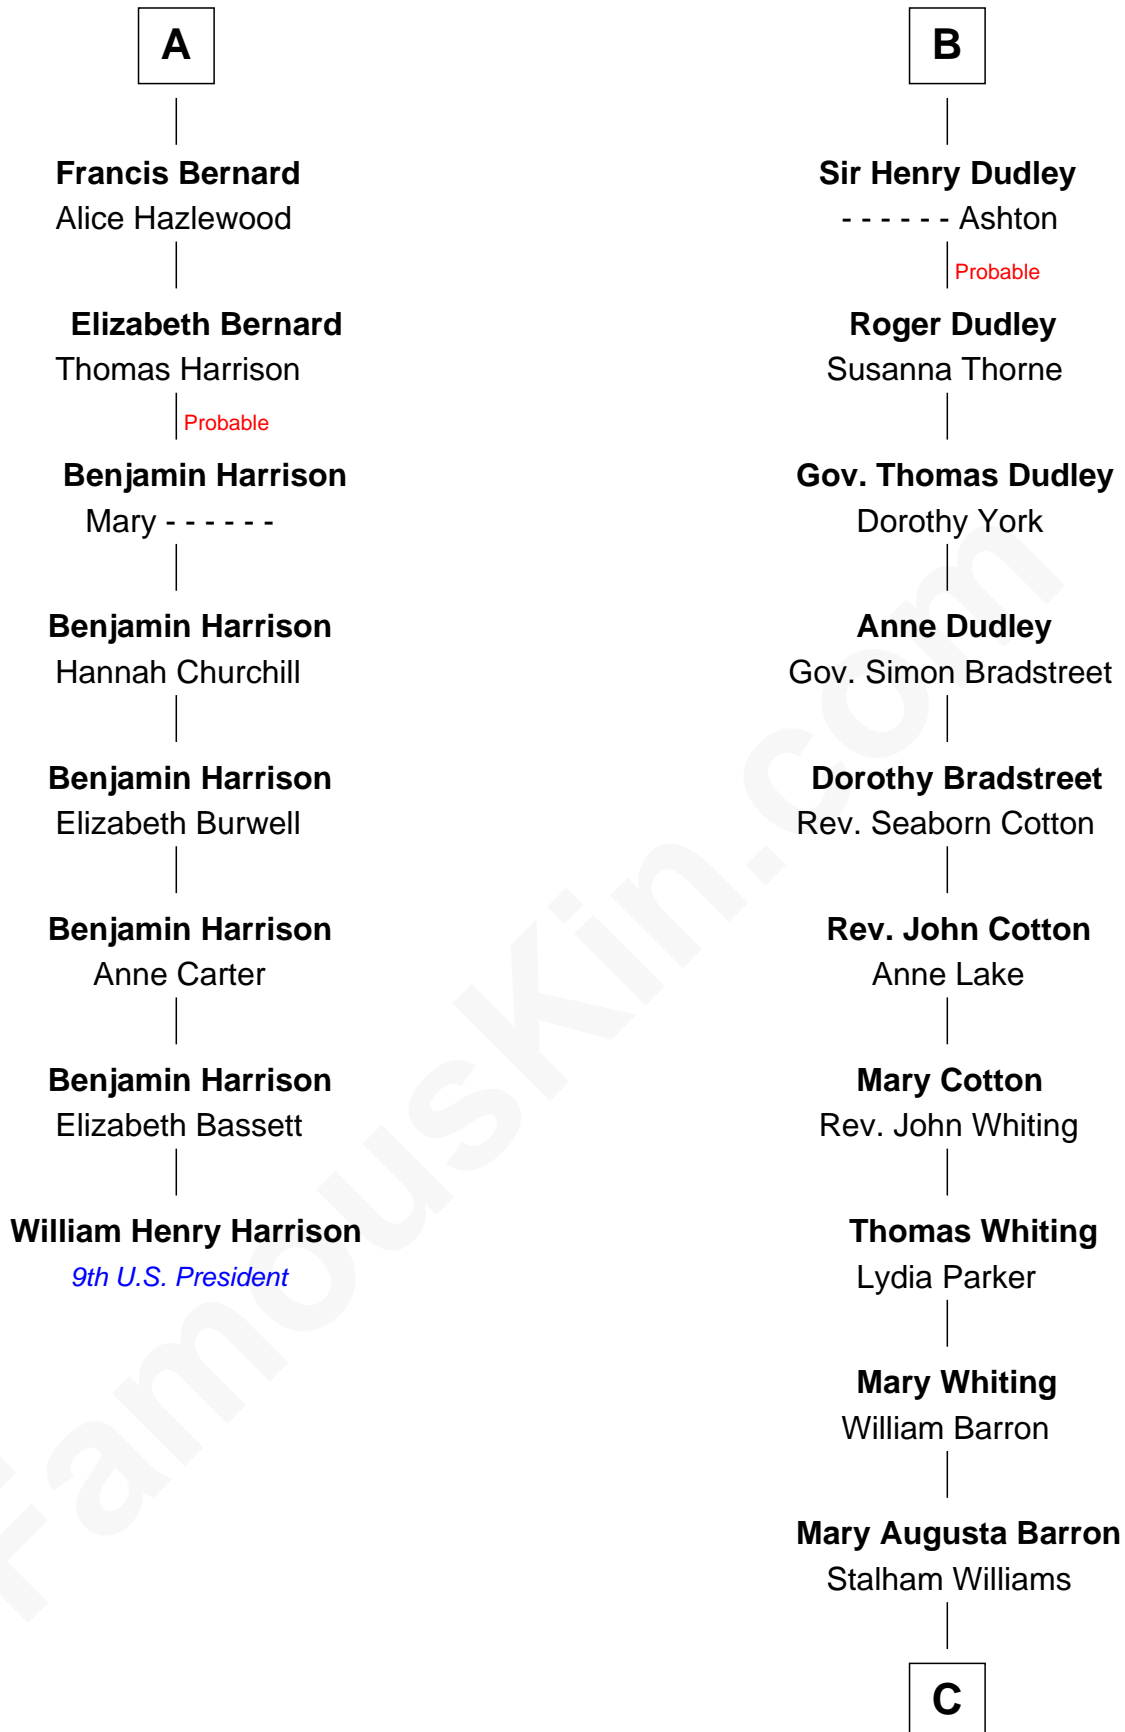 A
Francis Bernard
Alice Hazlewood
Elizabeth Bernard
Thomas Harrison
Probable
Benjamin Harrison
Mary - - - - - -
Benjamin Harrison
Hannah Churchill
Benjamin Harrison
Elizabeth Burwell
Benjamin Harrison
Anne Carter
Benjamin Harrison
Elizabeth Bassett
William Henry Harrison
9th U.S. President
B
Sir Henry Dudley
- - - - - - Ashton
Probable
Roger Dudley
Susanna Thorne
Gov. Thomas Dudley
Dorothy York
Anne Dudley
Gov. Simon Bradstreet
Dorothy Bradstreet
Rev. Seaborn Cotton
Rev. John Cotton
Anne Lake
Mary Cotton
Rev. John Whiting
Thomas Whiting
Lydia Parker
Mary Whiting
William Barron
Mary Augusta Barron
Stalham Williams
C
FamousKin.com